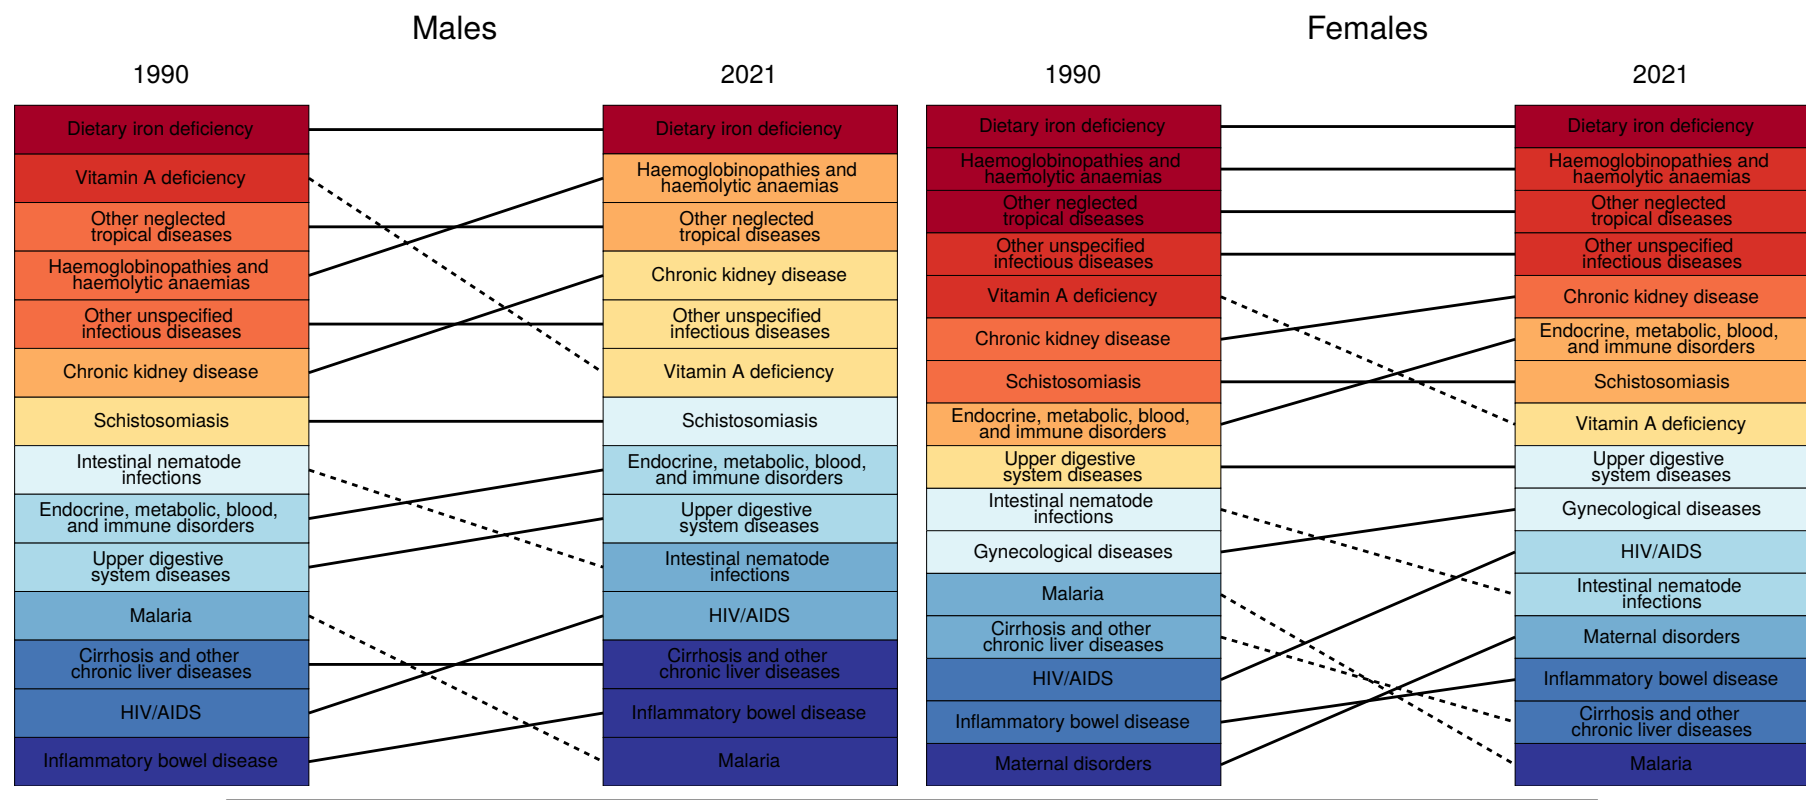 Males
1990
2021
Dietary iron deficiency
Vitamin A deficiency
Other neglected
tropical diseases
Haemoglobinopathies and
haemolytic anaemias
Other unspecified
infectious diseases
Chronic kidney disease
Schistosomiasis
Intestinal nematode
infections
Endocrine, metabolic, blood,
and immune disorders
Upper digestive
system diseases
Malaria
Cirrhosis and other
chronic liver diseases
HIV/AIDS
Inflammatory bowel disease
Dietary iron deficiency
Haemoglobinopathies and
haemolytic anaemias
Other neglected
tropical diseases
Chronic kidney disease
Other unspecified
infectious diseases
Vitamin A deficiency
Schistosomiasis
Endocrine, metabolic, blood,
and immune disorders
Upper digestive
system diseases
Intestinal nematode
infections
HIV/AIDS
Cirrhosis and other
chronic liver diseases
Inflammatory bowel disease
Malaria
Females
1990
2021
Dietary iron deficiency
Haemoglobinopathies and
haemolytic anaemias
Other neglected
tropical diseases
Other unspecified
infectious diseases
Vitamin A deficiency
Chronic kidney disease
Schistosomiasis
Endocrine, metabolic, blood,
and immune disorders
Upper digestive
system diseases
Intestinal nematode
infections
Gynecological diseases
Malaria
Cirrhosis and other
chronic liver diseases
HIV/AIDS
Inflammatory bowel disease
Maternal disorders
Dietary iron deficiency
Haemoglobinopathies and
haemolytic anaemias
Other neglected
tropical diseases
Other unspecified
infectious diseases
Chronic kidney disease
Endocrine, metabolic, blood,
and immune disorders
Schistosomiasis
Vitamin A deficiency
Upper digestive
system diseases
Gynecological diseases
HIV/AIDS
Intestinal nematode
infections
Maternal disorders
Inflammatory bowel disease
Cirrhosis and other
chronic liver diseases
Malaria